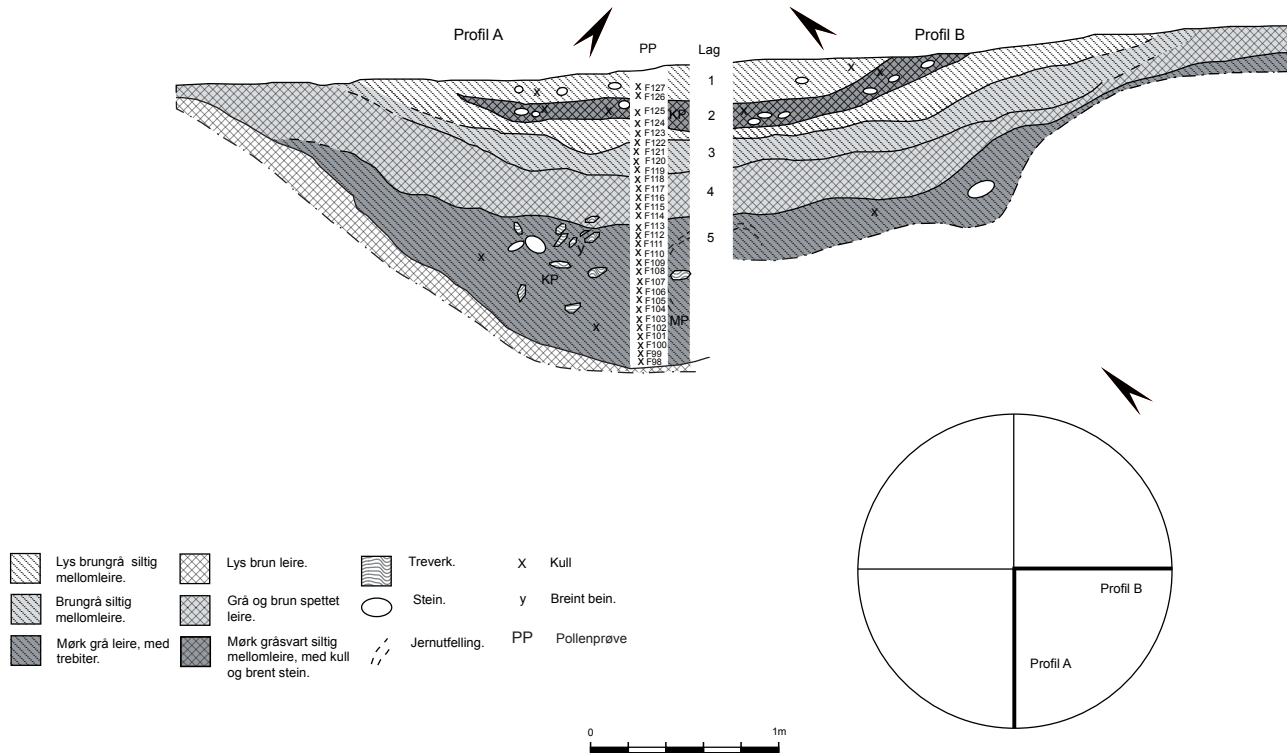 Profil A
Profil B
PP
Lag
1
2
3
4
5
x F127
x F126
x F125
x F124
x F123
x F122
x F121
x F120
x F119
x F118
x F117
x F116
x F115
x F114
x F113
x F112
x F111
x F110
x F109
x F108
x F107
x F106
x F105
x F104
x F103
x F102
x F101
x F100
x F99
x F98
x
x
x
KP
x
x
x
x
y
KP
x
MP
x
x
Profil B
Profil A
Lys brungrå siltig
mellomleire.
Brungrå siltig
mellomleire.
Mørk grå leire, med
trebiter.
Lys brun leire.
Grå og brun spettet
leire.
Mørk gråsvart siltig
mellomleire, med kull
og brent stein.
Treverk.
Stein.
Jernutfelling.
x Kull
y Breint bein.
PP Pollenprøve
0 1m